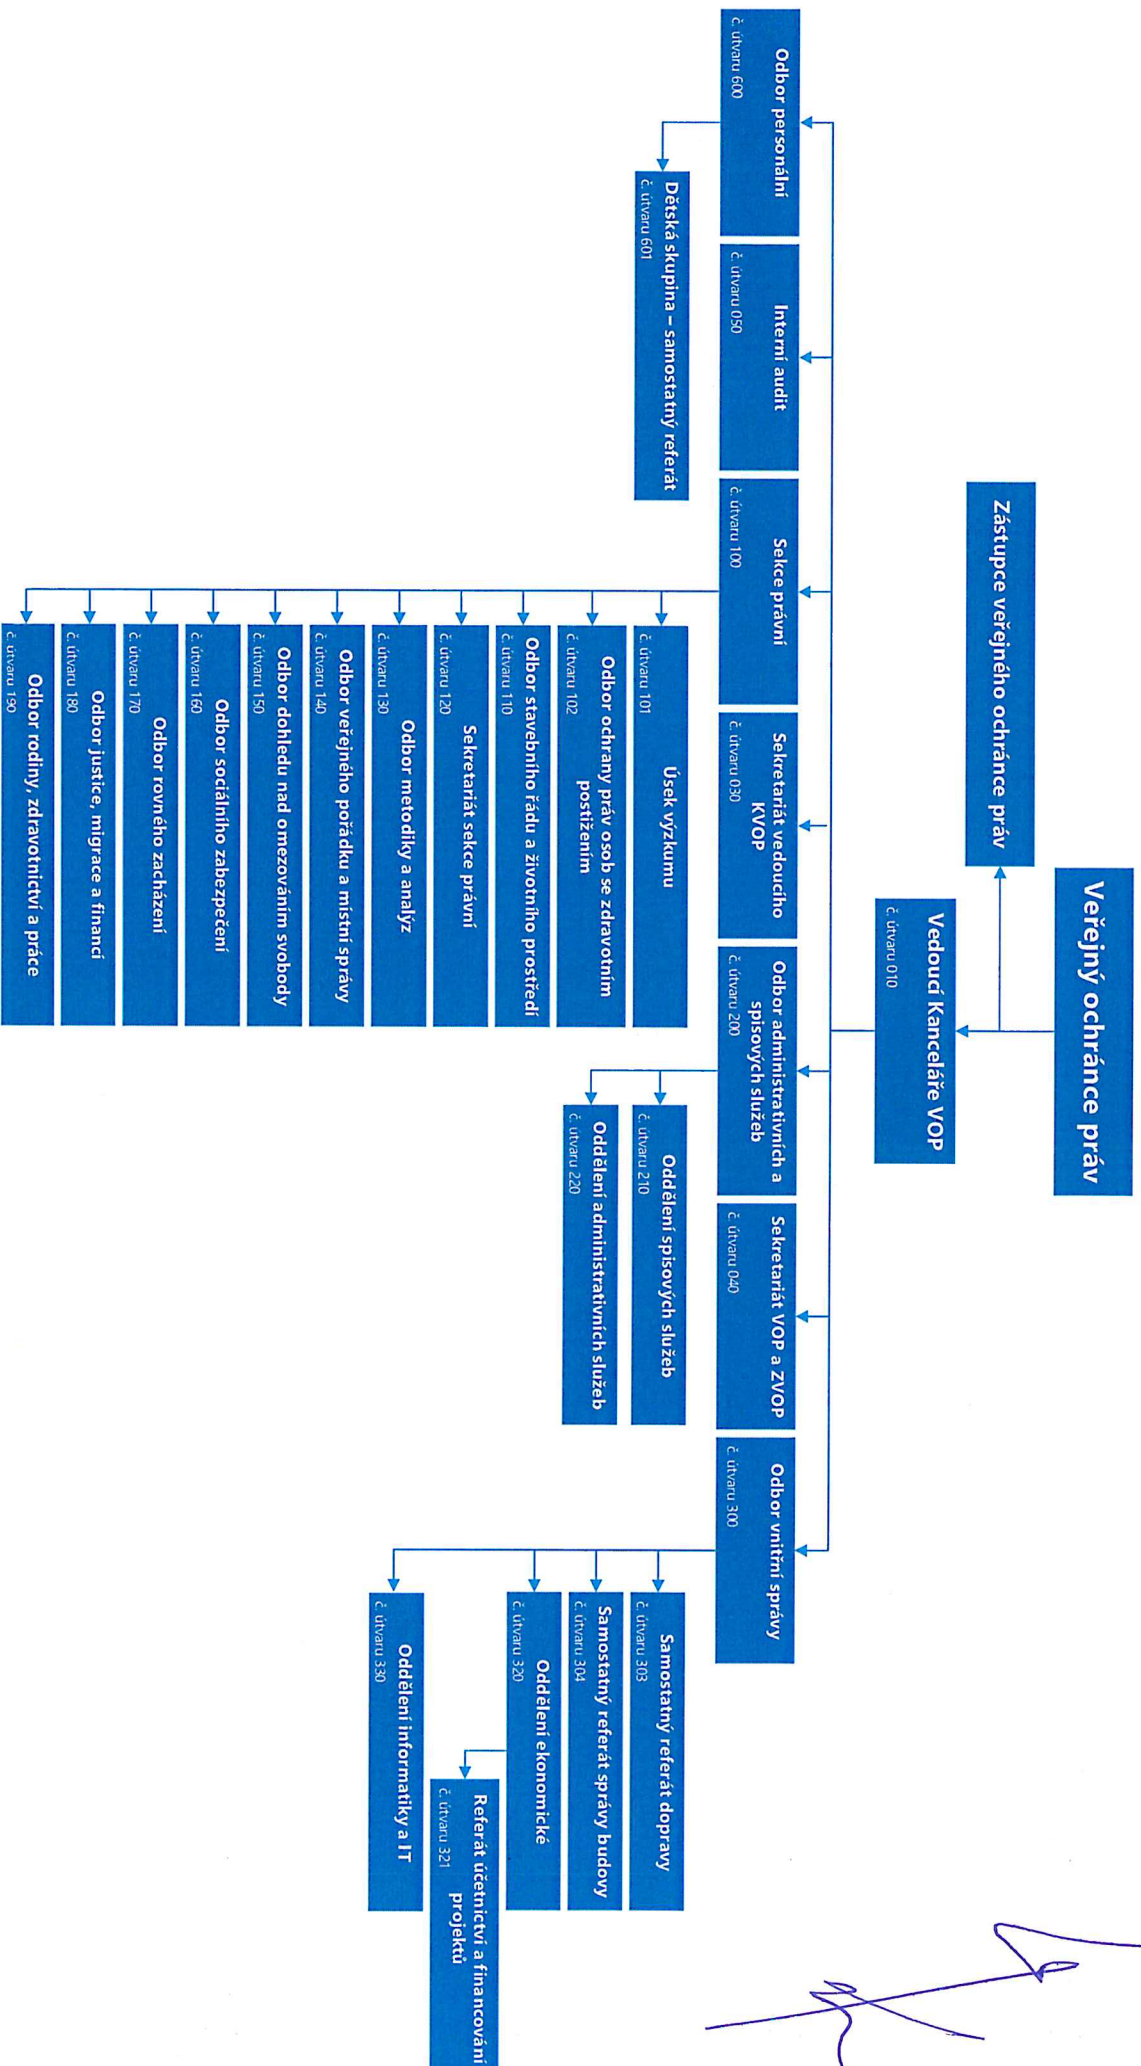 Veřejný ochránce práv
Zástupce veřejného ochránce práv
Vedoucí Kanceláře VOP
č. útvaru 010
Odbor personální
č. útvaru 600
Interní audit
č. útvaru 050
Sekce právní
č. útvaru 100
Sekretariát vedoucího
KVOP
č. útvaru 030
Odbor administrativních a
spisových služeb
č. útvaru 200
Sekretariát VOP a ZVOP
č. útvaru 040
Odbor vnitřní správy
č. útvaru 300
Dětská skupina – samostatný referát
č. útvaru 601
Úsek výzkumu
č. útvaru 101
Odbor ochrany práv osob se zdravotním
postižením
č. útvaru 102
Odbor stavebního řádu a životního prostředí
č. útvaru 110
Sekretariát sekce právní
č. útvaru 120
Odbor metodiky a analýz
č. útvaru 130
Odbor veřejného pořádku a místní správy
č. útvaru 140
Odbor dohledu nad omezováním svobody
č. útvaru 150
Odbor sociálního zabezpečení
č. útvaru 160
Odbor rovného zacházení
č. útvaru 170
Odbor justice, migrace a financí
č. útvaru 180
Odbor rodiny, zdravotnictví a práce
č. útvaru 190
Oddělení spisových služeb
č. útvaru 210
Oddělení administrativních služeb
č. útvaru 220
Samostatný referát dopravy
č. útvaru 303
Samostatný referát správy budovy
č. útvaru 304
Oddělení ekonomické
č. útvaru 320
Referát účetnictví a financování
projektů
č. útvaru 321
Oddělení informatiky a IT
č. útvaru 330